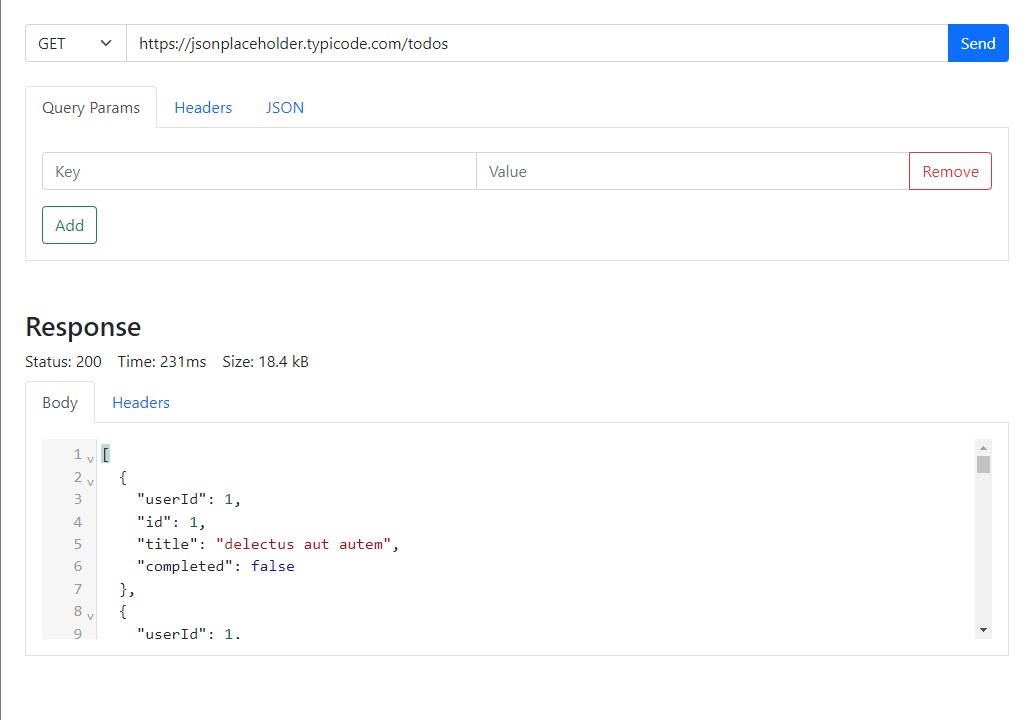 GET https://jsonplaceholder.typicode.com/todos Send
Query Params Headers JSON
Key Value Remove
Add
Response
Status: 200 Time: 231ms Size: 18.4 kB
Body Headers
1 [
2 {
3 "userId": 1,
4 "id": 1,
5 "title": "delectus aut autem",
6 "completed": false
7 },
8 {
9 "userId": 1,